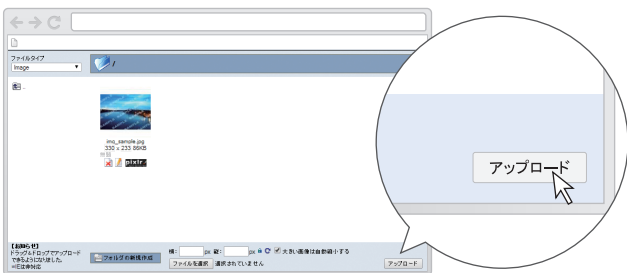 ファイルタイプ
Image
/
.
img_sample.jpg
330 x 233 86KB
pixlr
アップロード
【お知らせ】
ドラッグ&ドロップでアップロード
できるようになりました。
※IEは非対応
フォルダの新規作成
横: px 縦: px 大きい画像は自動縮小する
ファイルを選択 選択されていません
アップロード